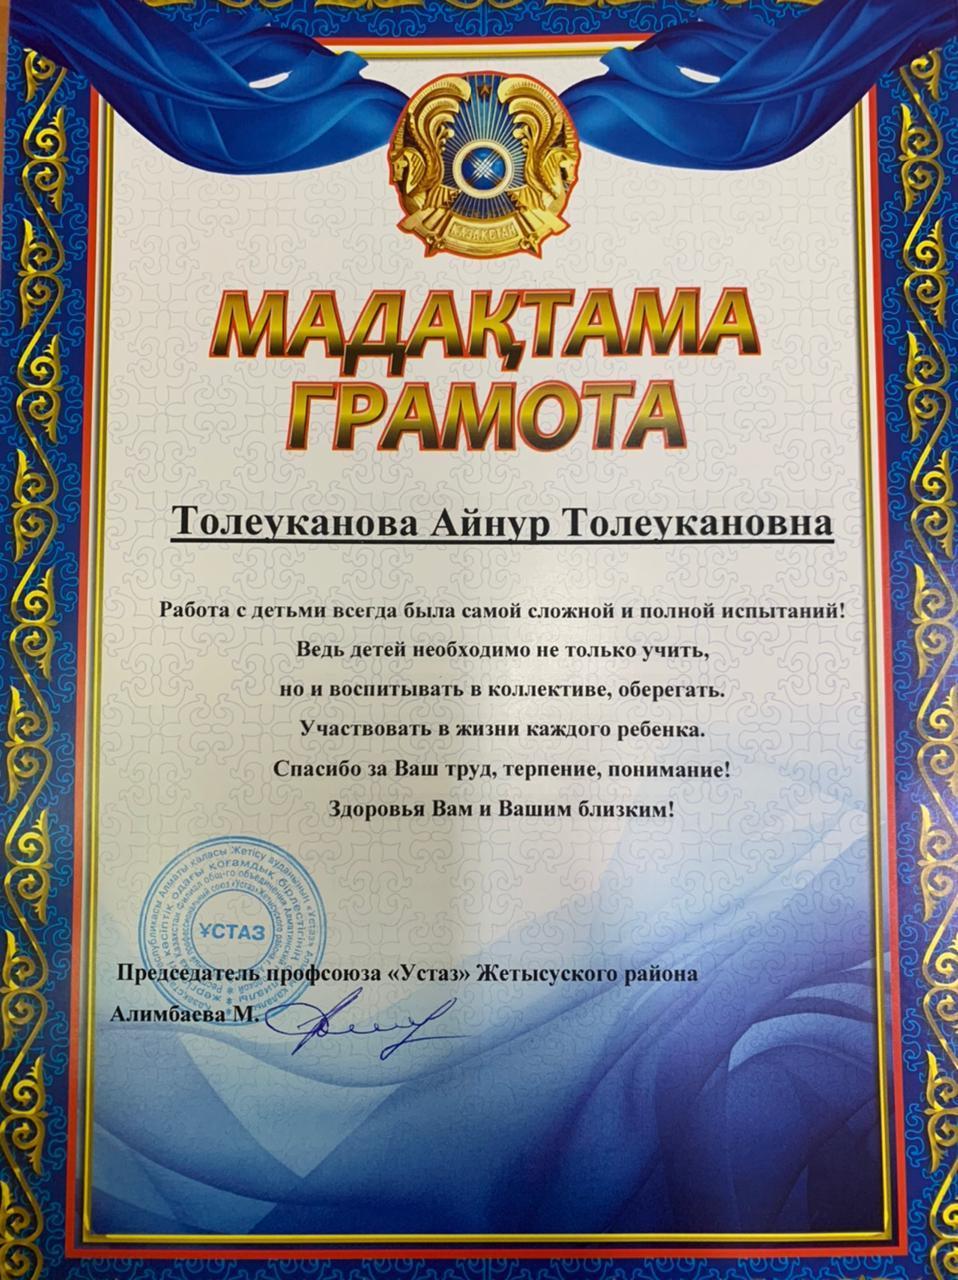 ҚАЗАҚСТАН
МАДАҚТАМА
ГРАМОТА
Толеуканова Айнур Толеукановна
Работа с детьми всегда была самой сложной и полной испытаний!
Ведь детей необходимо не только учить,
но и воспитывать в коллективе, оберегать.
Участвовать в жизни каждого ребенка.
Спасибо за Ваш труд, терпение, понимание!
Здоровья Вам и Вашим близким!
ҰСТАЗ
Председатель профсоюза «Устаз» Жетысуского района
Алимбаева М.